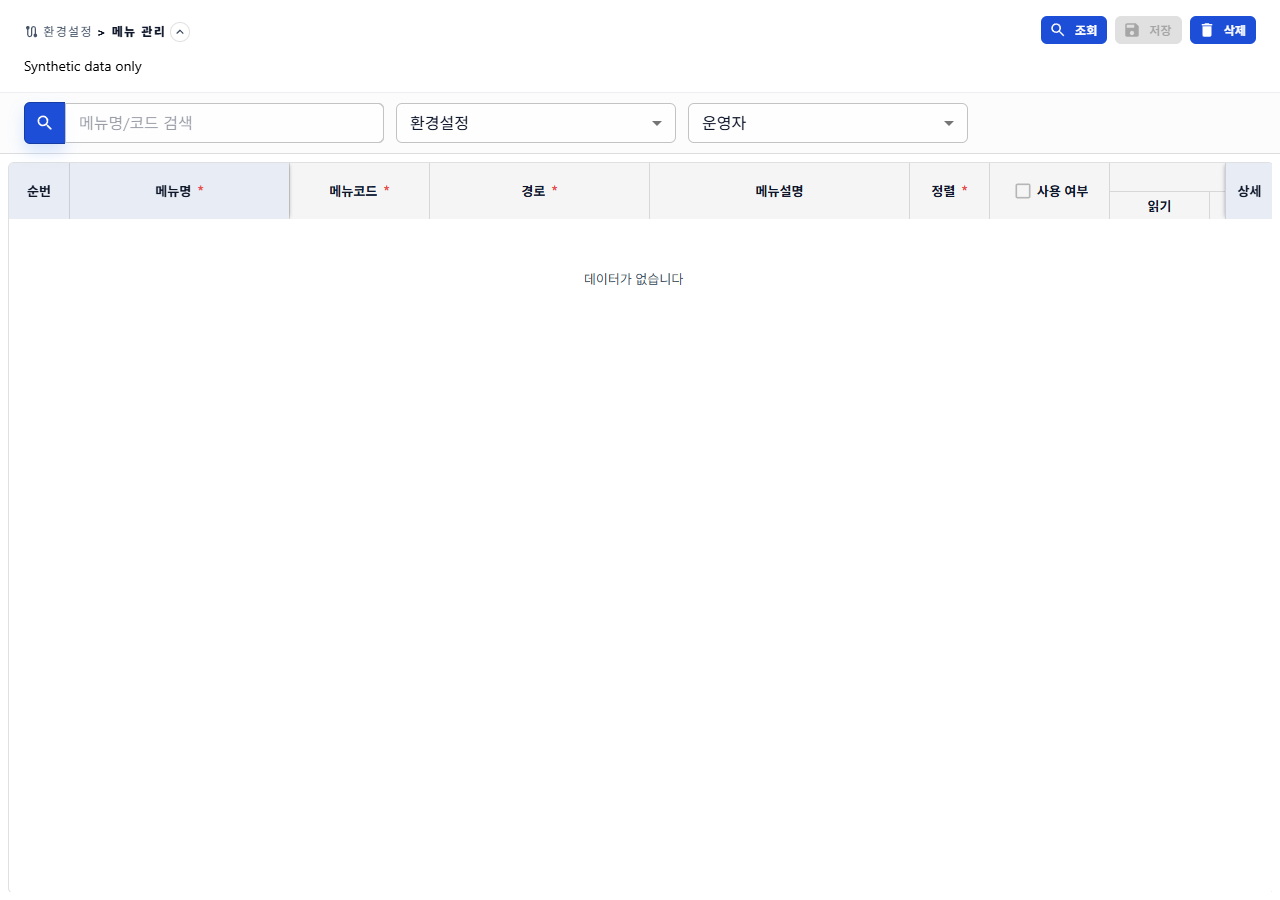 환경설정 > 메뉴 관리
조회 저장 삭제
Synthetic data only
메뉴명/코드 검색 환경설정 운영자
순번 메뉴명 * 메뉴코드 * 경로 * 메뉴설명 정렬 * 사용 여부 상세
읽기
데이터가 없습니다